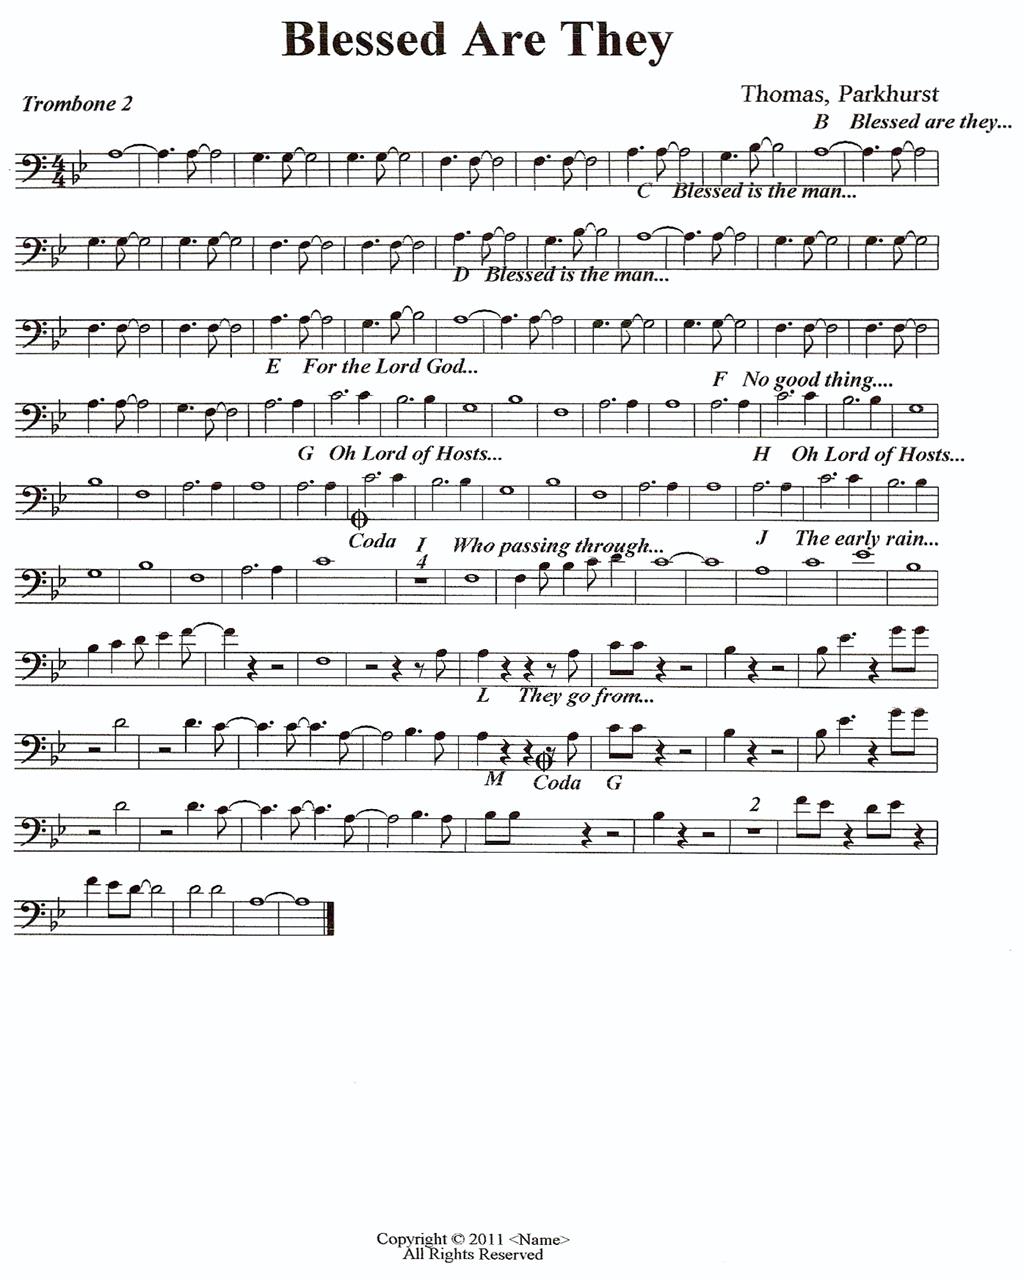 Blessed Are They
Trombone 2
Thomas, Parkhurst
B Blessed are they...
4
4
C Blessed is the man...
D Blessed is the man...
E For the Lord God...
F No good thing....
G Oh Lord of Hosts...
H Oh Lord of Hosts...
Coda I Who passing through...
J The early rain...
4
L They go from...
M Coda G
2
Copyright © 2011 <Name>
All Rights Reserved